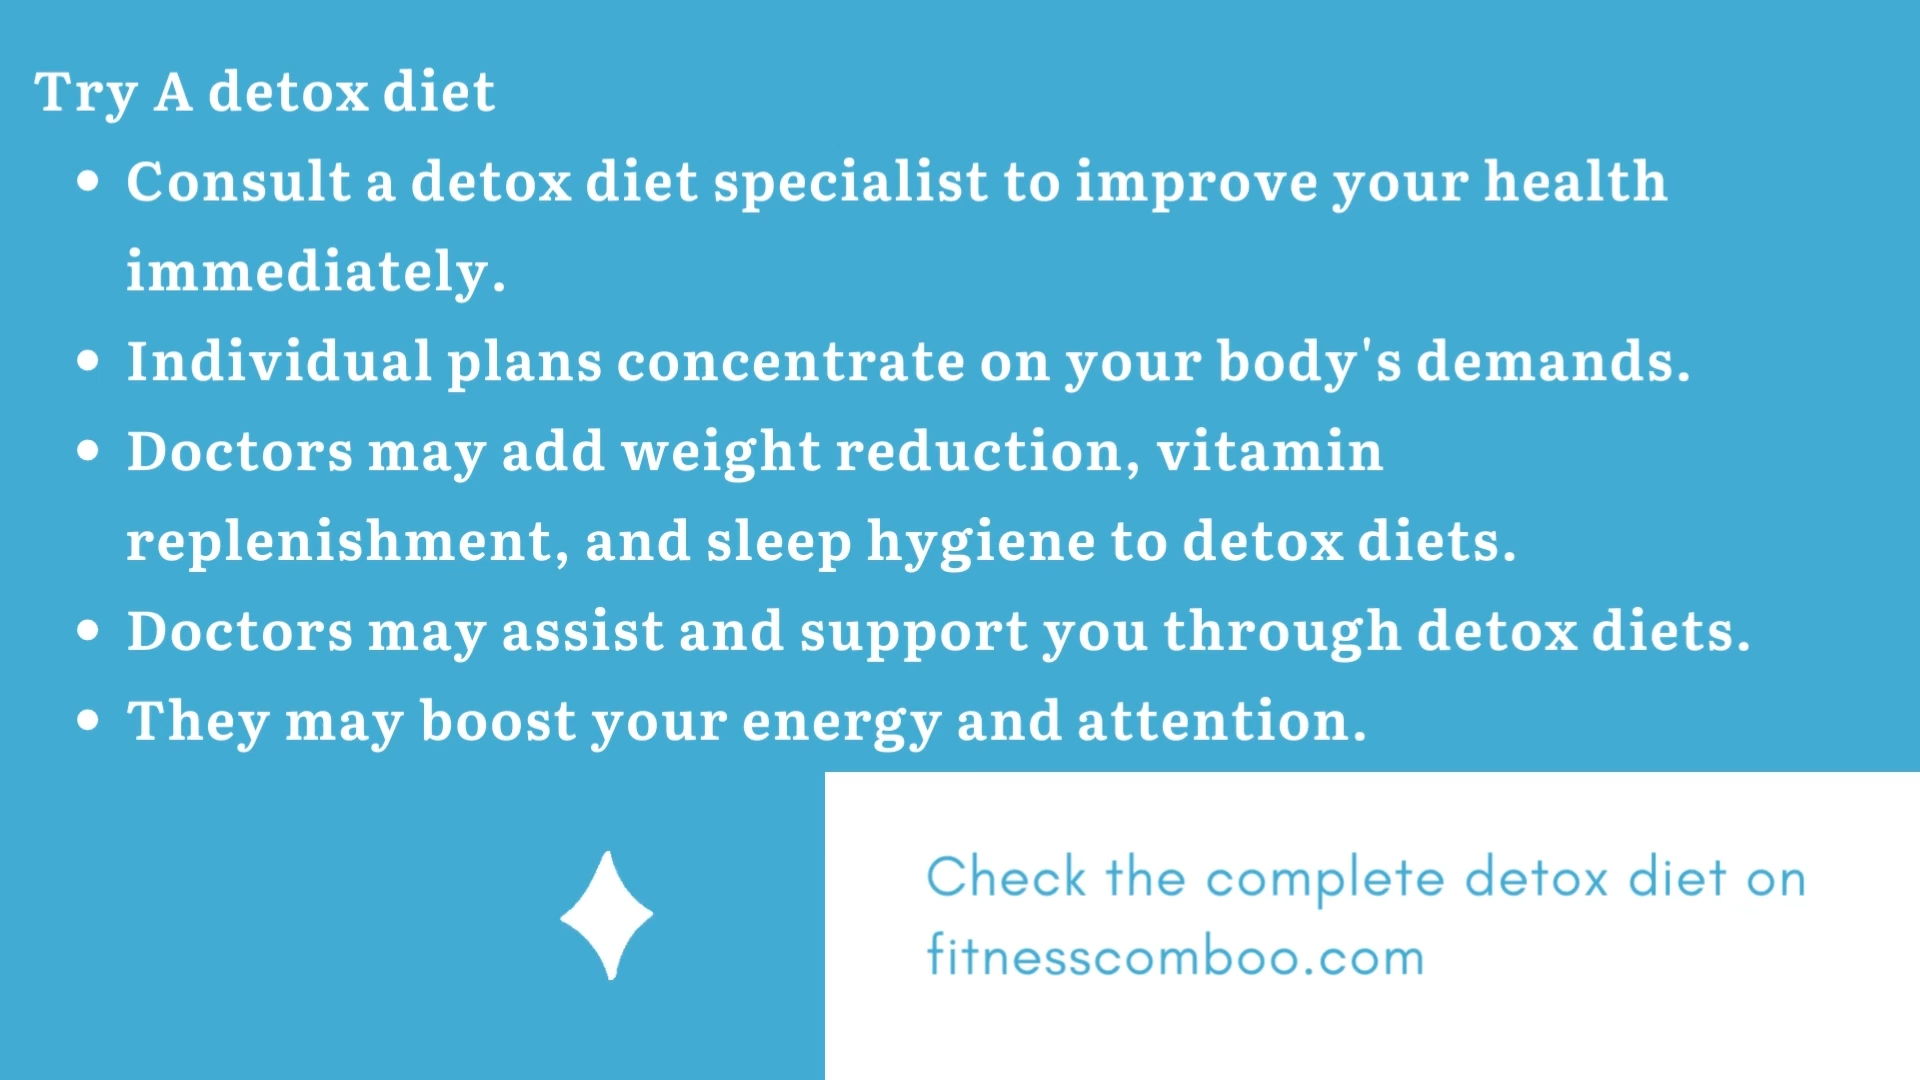 Try A detox diet
• Consult a detox diet specialist to improve your health
immediately.
• Individual plans concentrate on your body's demands.
• Doctors may add weight reduction, vitamin
replenishment, and sleep hygiene to detox diets.
• Doctors may assist and support you through detox diets.
• They may boost your energy and attention.
Check the complete detox diet on
fitnesscomboo.com